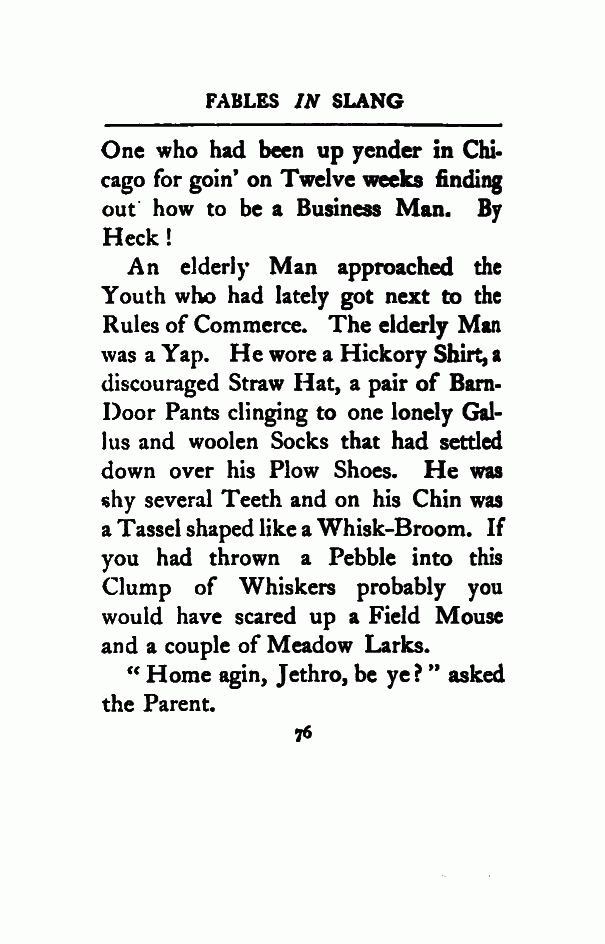 FABLES IN SLANG
One who had been up yender in Chi-
cago for goin' on Twelve weeks finding
out how to be a Business Man. By
Heck!
An elderly Man approached the
Youth who had lately got next to the
Rules of Commerce. The elderly Man
was a Yap. He wore a Hickory Shirt, a
discouraged Straw Hat, a pair of Barn-
Door Pants clinging to one lonely Gal-
lus and woolen Socks that had settled
down over his Plow Shoes. He was
shy several Teeth and on his Chin was
a Tassel shaped like a Whisk-Broom. If
you had thrown a Pebble into this
Clump of Whiskers probably you
would have scared up a Field Mouse
and a couple of Meadow Larks.
"Home agin, Jethro, be ye?" asked
the Parent.
76